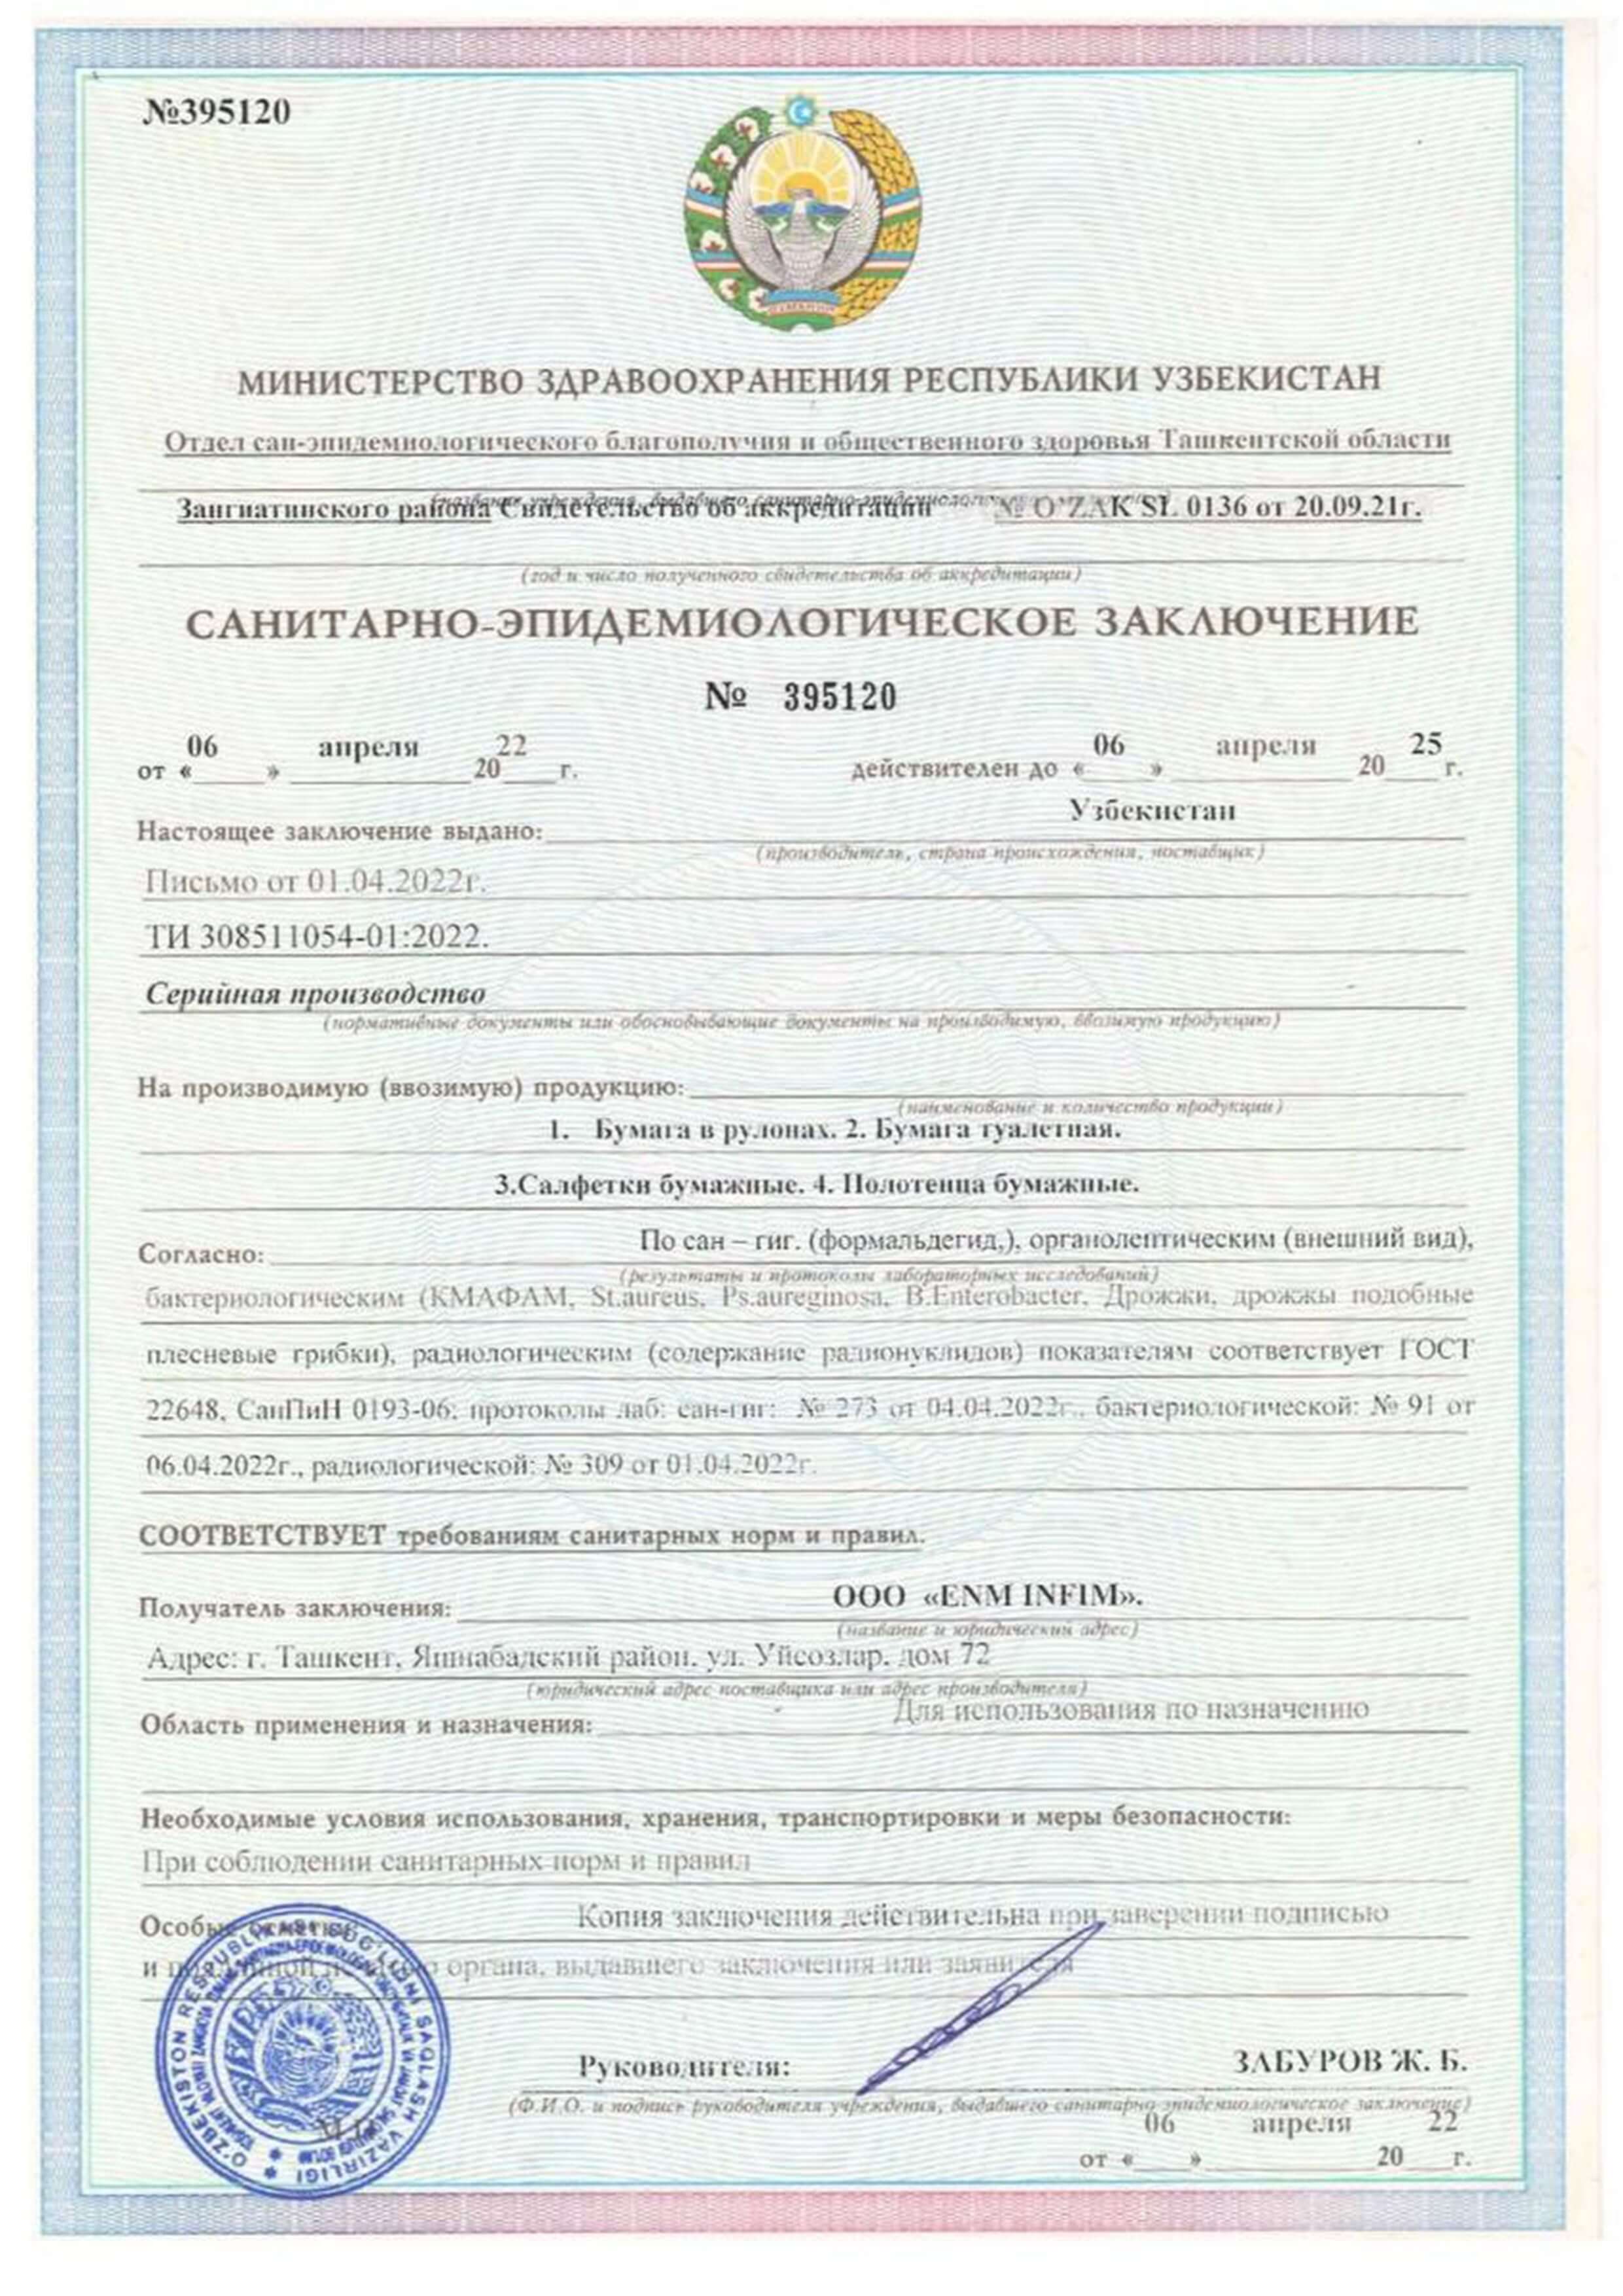 №395120
МИНИСТЕРСТВО ЗДРАВООХРАНЕНИЯ РЕСПУБЛИКИ УЗБЕКИСТАН
Отдел сан-эпидемиологического благополучия и общественного здоровья Ташкентской области
Зангиатинского района Свидетельство об аккредитации № O'ZAK SL 0136 от 20.09.21г.
(год и число полученного свидетельства об аккредитации)
САНИТАРНО-ЭПИДЕМИОЛОГИЧЕСКОЕ ЗАКЛЮЧЕНИЕ
№ 395120
от «06» апреля 2022 г. действителен до «06» апреля 2025 г.
Настоящее заключение выдано: Узбекистан
(производитель, страна происхождения, поставщик)
Письмо от 01.04.2022г.
ТИ 308511054-01:2022.
Серийная производство
(нормативные документы или обосновывающие документы на производимую, ввозимую продукцию)
На производимую (ввозимую) продукцию:
(наименование и количество продукции)
1. Бумага в рулонах. 2. Бумага туалетная.
3.Салфетки бумажные. 4. Полотенца бумажные.
Согласно: По сан – гиг. (формальдегид,), органолептическим (внешний вид),
(результаты и протоколы лабораторных исследований)
бактериологическим (КМАФАМ, St.aureus, Ps.aureginosa, B.Enterobacter, Дрожжи, дрожжы подобные
плесневые грибки), радиологическим (содержание радионуклидов) показателям соответствует ГОСТ
22648, СанПиН 0193-06; протоколы лаб: сан-гиг: № 273 от 04.04.2022г., бактериологической: № 91 от
06.04.2022г., радиологической: № 309 от 01.04.2022г.
СООТВЕТСТВУЕТ требованиям санитарных норм и правил.
Получатель заключения: ООО «ENM INFIM».
(название и юридический адрес)
Адрес: г. Ташкент, Яшнабадский район, ул. Уйсозлар, дом 72
(юридический адрес поставщика или адрес производителя)
Область применения и назначения: Для использования по назначению
Необходимые условия использования, хранения, транспортировки и меры безопасности:
При соблюдении санитарных норм и правил
Особые отметки: Копия заключения действительна при заверении подписью
и органа, выдавшего заключения или заявителя
O'ZBEKISTON RESPUBLIKASI SOG'LIQNI SAQLASH VAZIRLIGI
Руководителя: ЗАБУРОВ Ж. Б.
(Ф.И.О. и подпись руководителя учреждения, выдавшего санитарно-эпидемиологическое заключение)
от «06» апреля 2022 г.